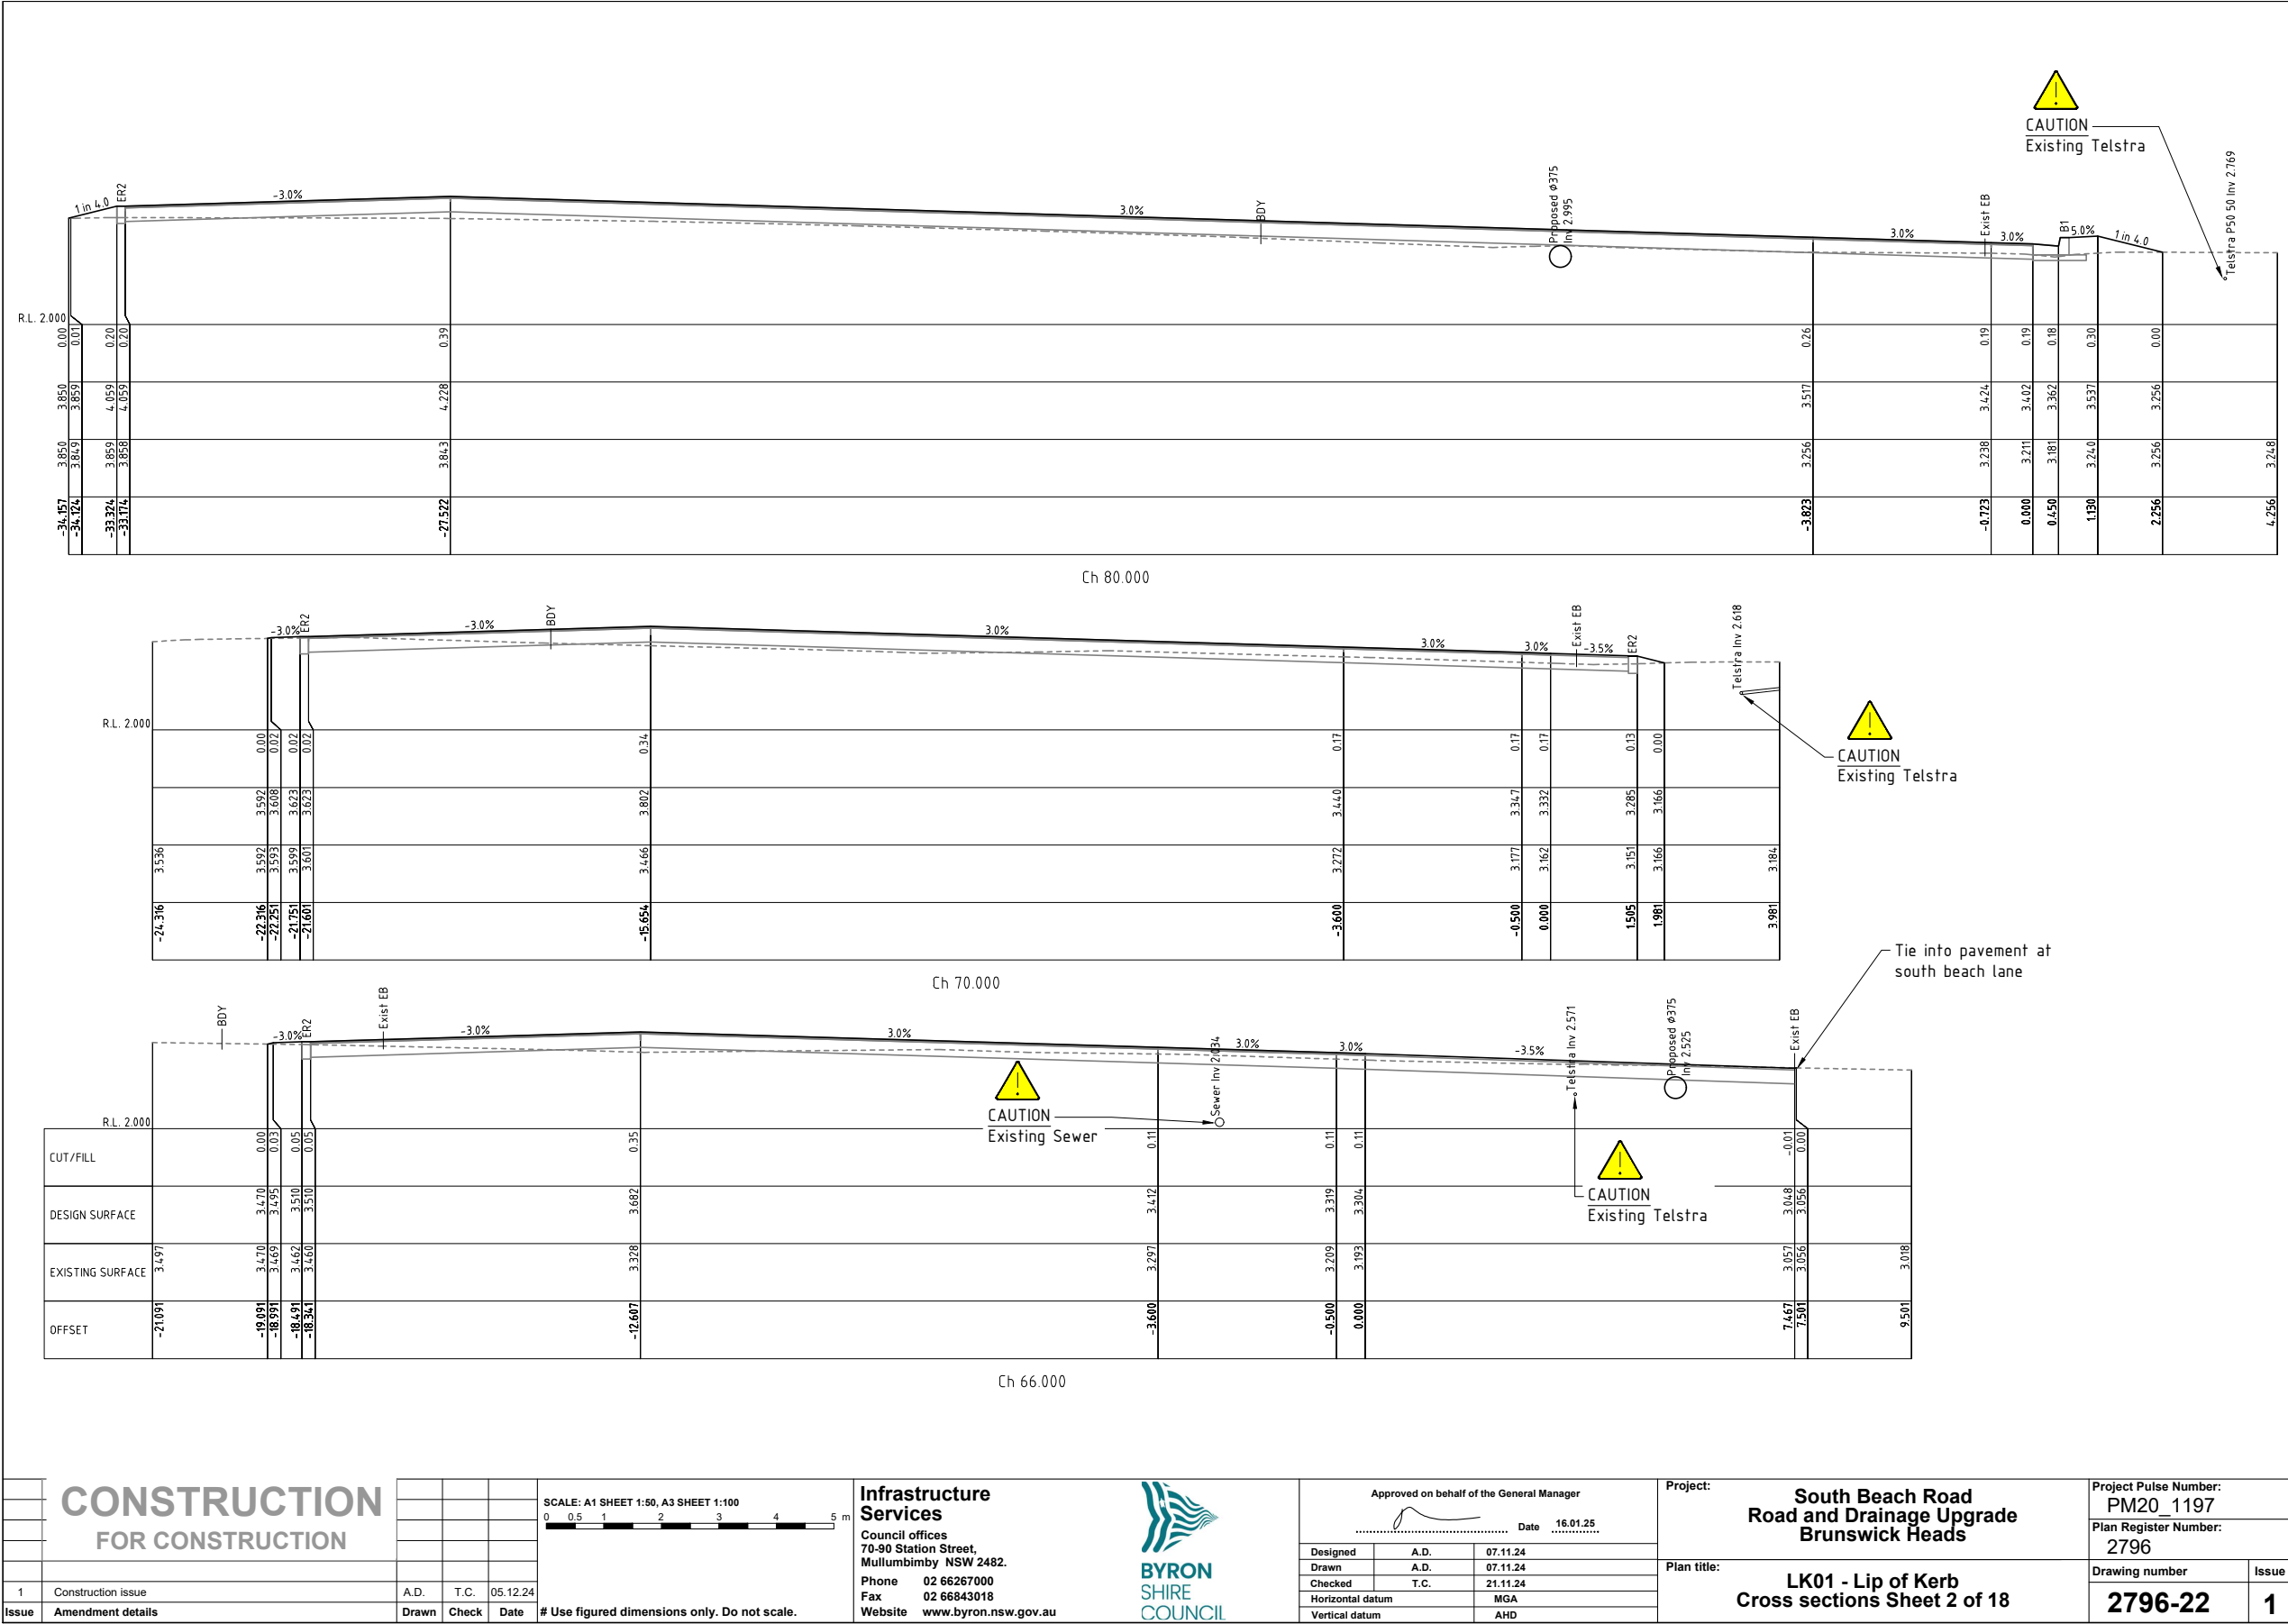 CAUTION
Existing Telstra
Telstra P50 50 Inv 2.769
1 in 4.0
ER2
-3.0%
3.0%
BDY
Proposed Ø375
Inv 2.995
3.0%
Exist EB
3.0%
B1
5.0%
1 in 4.0
R.L. 2.000
0.00 0.01 0.20 0.20 0.39 0.26 0.19 0.19 0.18 0.30 0.00
3.850 3.859 4.059 4.059 4.228 3.517 3.424 3.402 3.362 3.537 3.256
3.850 3.849 3.859 3.858 3.843 3.256 3.238 3.211 3.181 3.240 3.256 3.248
-34.157 -34.124 -33.324 -33.174 -27.522 -3.823 -0.723 0.000 0.450 1.130 2.256 4.256
Ch 80.000
-3.0%
ER2
-3.0%
BDY
3.0%
3.0%
3.0%
Exist EB
-3.5%
ER2
Telstra Inv 2.618
CAUTION
Existing Telstra
R.L. 2.000
0.00 0.02 0.02 0.02 0.34 0.17 0.17 0.17 0.13 0.00
3.592 3.608 3.623 3.623 3.802 3.440 3.347 3.332 3.285 3.166
3.536 3.592 3.593 3.599 3.601 3.466 3.272 3.177 3.162 3.151 3.166 3.184
-24.316 -22.316 -22.251 -21.751 -21.601 -15.654 -3.600 -0.500 0.000 1.505 1.981 3.981
Ch 70.000
Tie into pavement at
south beach lane
BDY
-3.0%
ER2
Exist EB
-3.0%
3.0%
Sewer Inv 2.034
3.0%
3.0%
-3.5%
Telstra Inv 2.571
Proposed Ø375
Inv 2.525
Exist EB
CAUTION
Existing Sewer
CAUTION
Existing Telstra
R.L. 2.000
CUT/FILL 0.00 0.03 0.05 0.05 0.35 0.11 0.11 0.11 -0.01 0.00
DESIGN SURFACE 3.470 3.495 3.510 3.510 3.682 3.412 3.319 3.304 3.048 3.056
EXISTING SURFACE 3.497 3.470 3.469 3.462 3.460 3.328 3.297 3.209 3.193 3.057 3.056 3.018
OFFSET -21.091 -19.091 -18.991 -18.491 -18.341 -12.607 -3.600 -0.500 0.000 7.467 7.501 9.501
Ch 66.000
CONSTRUCTION
FOR CONSTRUCTION
1 Construction issue A.D. T.C. 05.12.24
Issue Amendment details Drawn Check Date
SCALE: A1 SHEET 1:50, A3 SHEET 1:100
0 0.5 1 2 3 4 5 m
# Use figured dimensions only. Do not scale.
Infrastructure
Services
Council offices
70-90 Station Street,
Mullumbimby NSW 2482.
Phone 02 66267000
Fax 02 66843018
Website www.byron.nsw.gov.au
BYRON
SHIRE
COUNCIL
Approved on behalf of the General Manager
Date 16.01.25
Designed A.D. 07.11.24
Drawn A.D. 07.11.24
Checked T.C. 21.11.24
Horizontal datum MGA
Vertical datum AHD
Project:
South Beach Road
Road and Drainage Upgrade
Brunswick Heads
Plan title:
LK01 - Lip of Kerb
Cross sections Sheet 2 of 18
Project Pulse Number:
PM20_1197
Plan Register Number:
2796
Drawing number Issue
2796-22 1